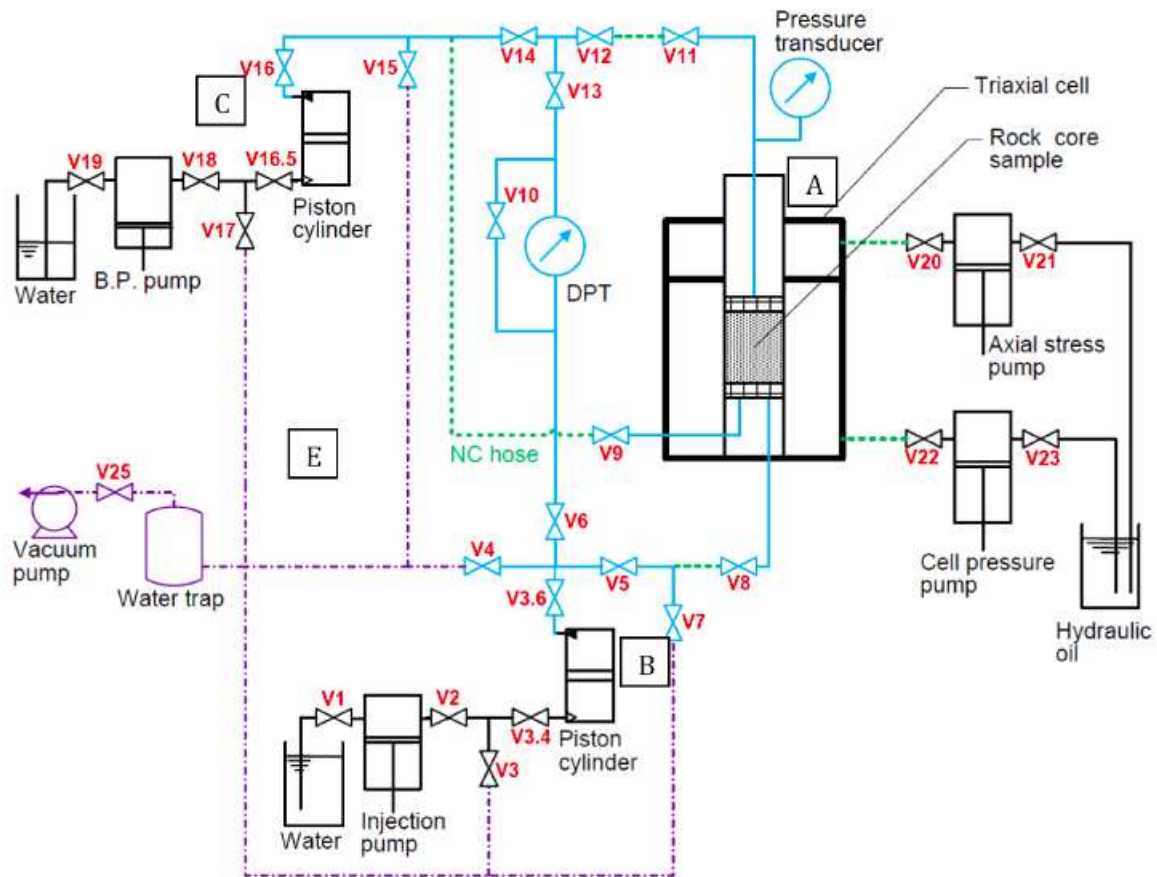 Pressure
transducer
V16
V15
V14
V12
V11
C
V13
Triaxial cell
Rock core
sample
V19
V18
V16.5
V10
A
V17
Piston
cylinder
Water
B.P. pump
DPT
V20
V21
Axial stress
pump
E
NC hose
V9
V22
V23
V25
V6
Vacuum
pump
Water trap
V4
V5
V8
Cell pressure
pump
V3.6
V7
Hydraulic
oil
B
V1
V2
V3.4
Piston
cylinder
V3
Water
Injection
pump